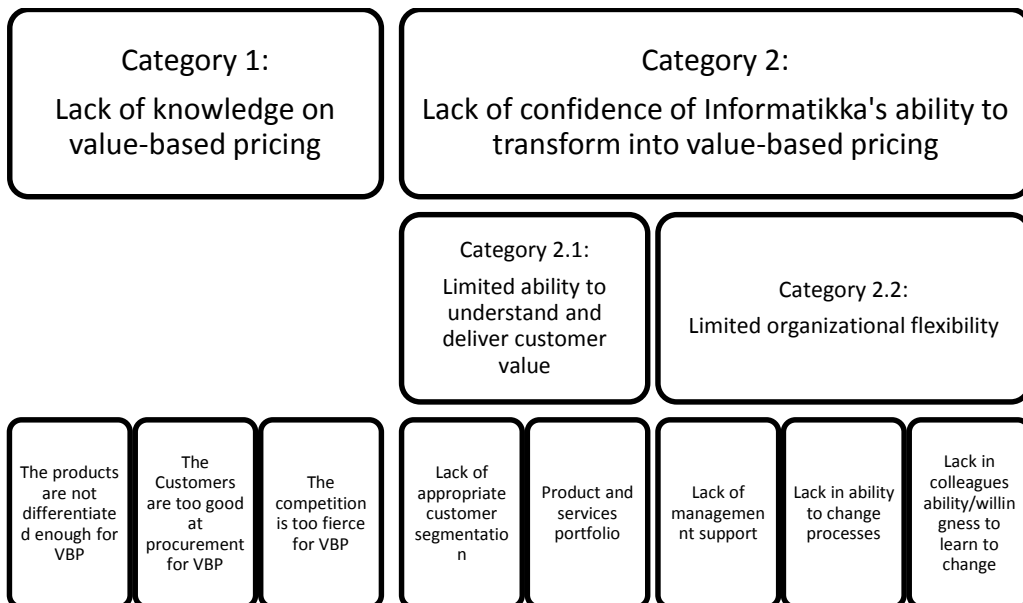 Category 1:
Lack of knowledge on
value-based pricing
Category 2:
Lack of confidence of Informatikka's ability to
transform into value-based pricing
Category 2.1:
Limited ability to
understand and
deliver customer
value
Category 2.2:
Limited organizational flexibility
The products
are not
differentiate
d enough for
VBP
The
Customers
are too good
at
procurement
for VBP
The
competition
is too fierce
for VBP
Lack of
appropriate
customer
segmentatio
n
Product and
services
portfolio
Lack of
manageme
nt support
Lack in ability
to change
processes
Lack in
colleagues
ability/willin
gness to
learn to
change